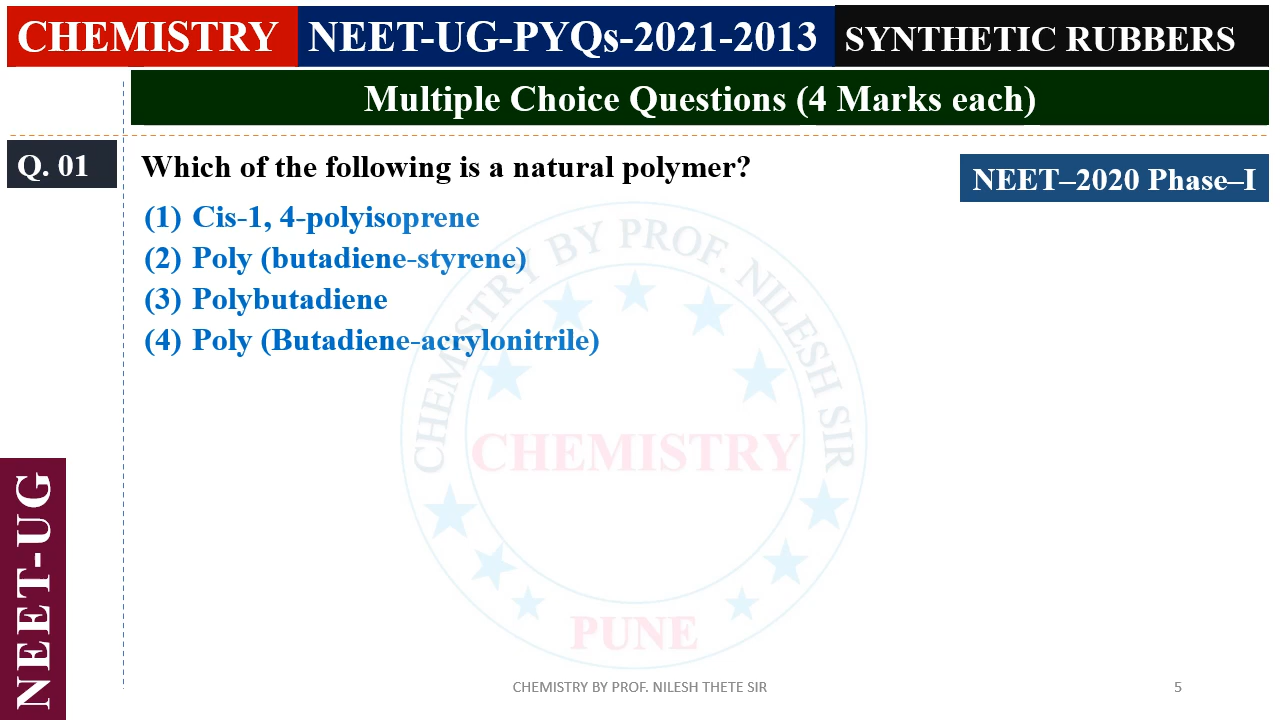 CHEMISTRY NEET-UG-PYQs-2021-2013 SYNTHETIC RUBBERS
Multiple Choice Questions (4 Marks each)
Q. 01 Which of the following is a natural polymer?
NEET–2020 Phase–I
(1) Cis-1, 4-polyisoprene
(2) Poly (butadiene-styrene)
(3) Polybutadiene
(4) Poly (Butadiene-acrylonitrile)
CHEMISTRY BY PROF. NILESH SIR
CHEMISTRY
PUNE
NEET-UG
CHEMISTRY BY PROF. NILESH THETE SIR 5